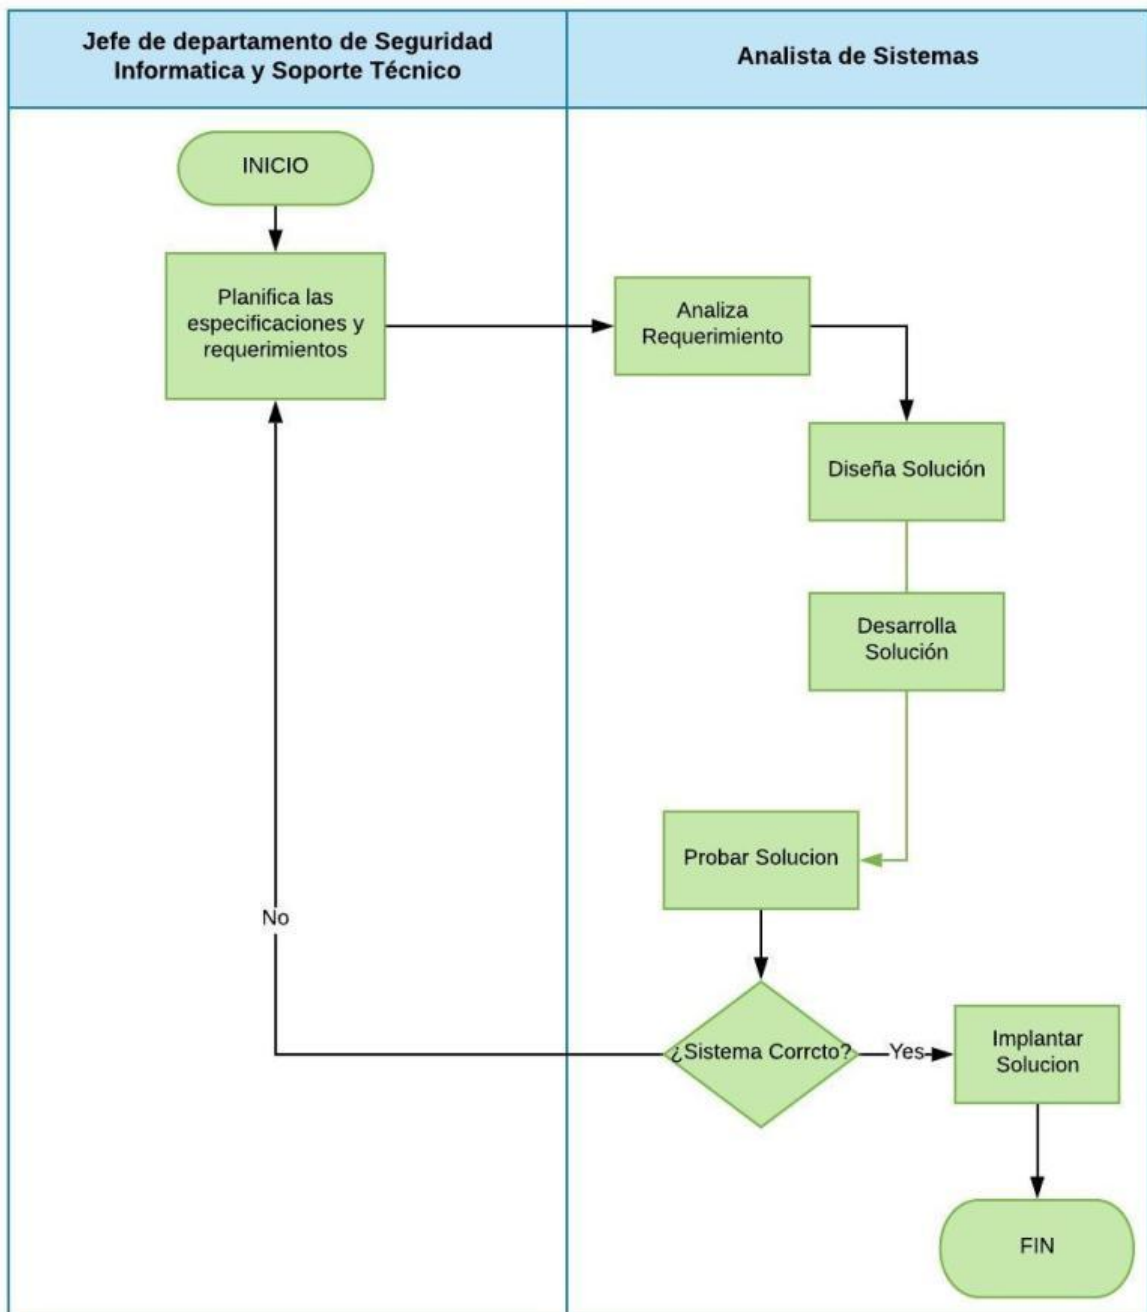 Jefe de departamento de Seguridad
Informatica y Soporte Técnico
Analista de Sistemas
INICIO
Planifica las
especificaciones y
requerimientos
Analiza
Requerimiento
Diseña Solución
Desarrolla
Solución
Probar Solucion
No
¿Sistema Corrcto?
Yes
Implantar
Solucion
FIN